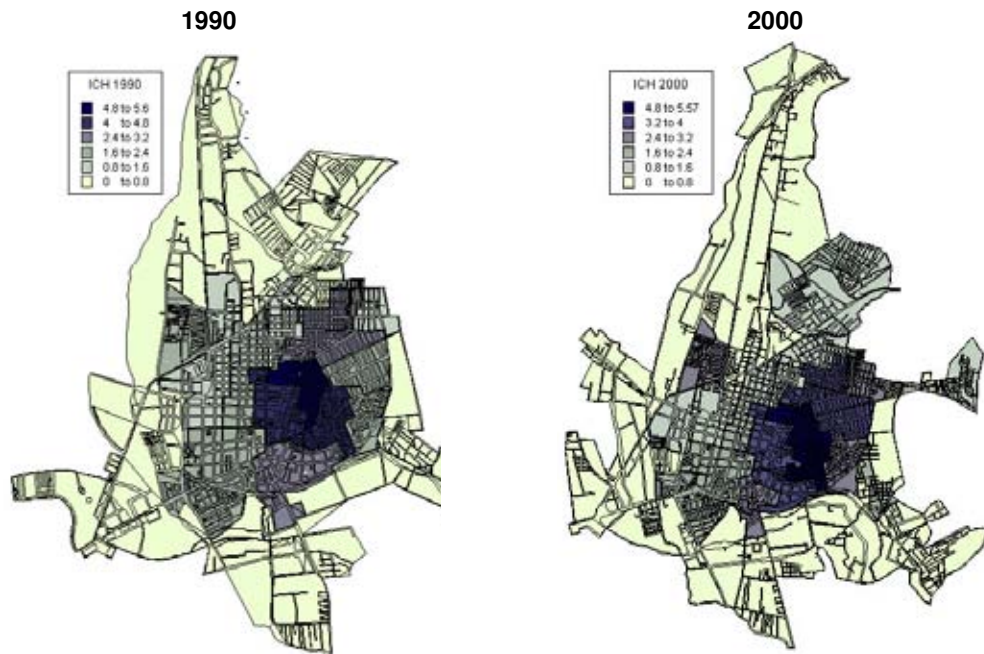 1990
2000
ICH 1990
4.8 to 5.6
4 to 4.8
2.4 to 3.2
1.6 to 2.4
0.8 to 1.6
0 to 0.8
ICH 2000
4.8 to 5.57
3.2 to 4
2.4 to 3.2
1.6 to 2.4
0.8 to 1.6
0 to 0.8